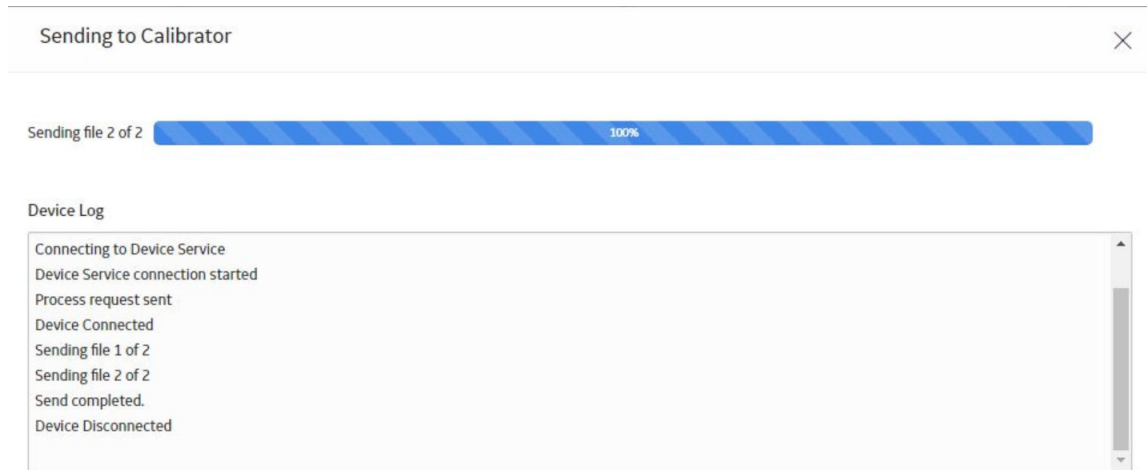 Sending to Calibrator
Sending file 2 of 2 100%
Device Log
Connecting to Device Service
Device Service connection started
Process request sent
Device Connected
Sending file 1 of 2
Sending file 2 of 2
Send completed.
Device Disconnected